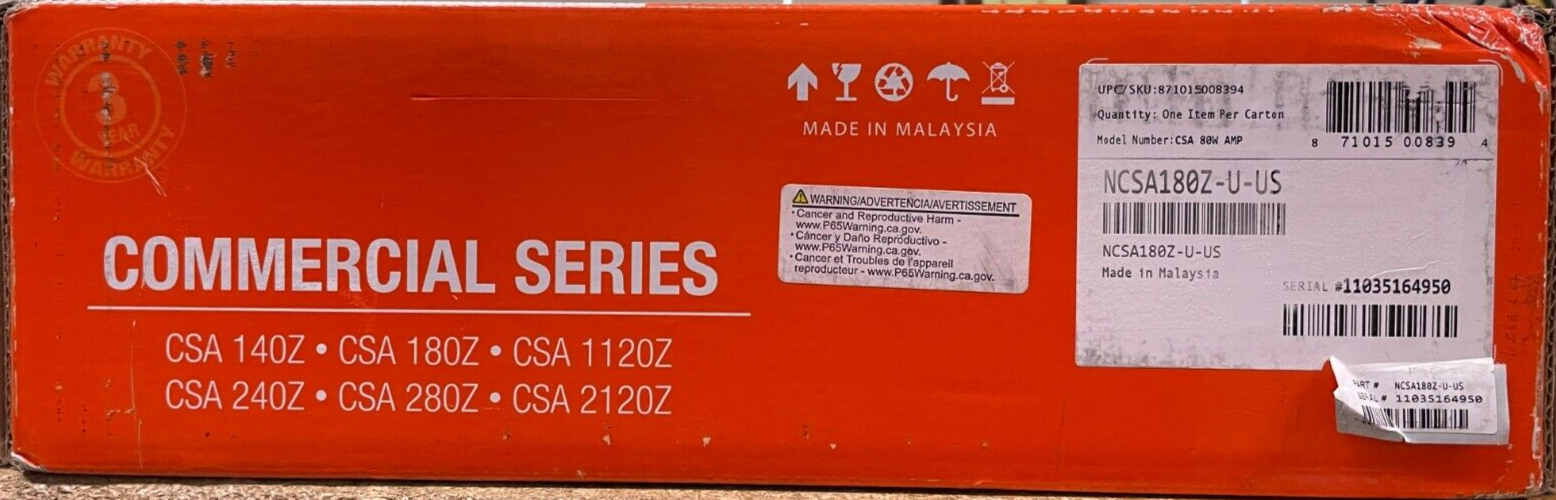 WARRANTY
3
YEAR
WARRANTY
COMMERCIAL SERIES
CSA 140Z • CSA 180Z • CSA 1120Z
CSA 240Z • CSA 280Z • CSA 2120Z
MADE IN MALAYSIA
WARNING/ADVERTENCIA/AVERTISSEMENT
• Cancer and Reproductive Harm -
www.P65Warning.ca.gov.
• Cáncer y Daño Reproductivo -
www.P65Warning.ca.gov.
• Cancer et Troubles de l'appareil
reproducteur - www.P65Warning.ca.gov.
UPC/SKU:871015008394
Quantity: One Item Per Carton
Model Number:CSA 80W AMP
8 71015 00839 4
NCSA180Z-U-US
NCSA180Z-U-US
Made in Malaysia
SERIAL #11035164950
PART # NCSA180Z-U-US
SERIAL # 11035164950